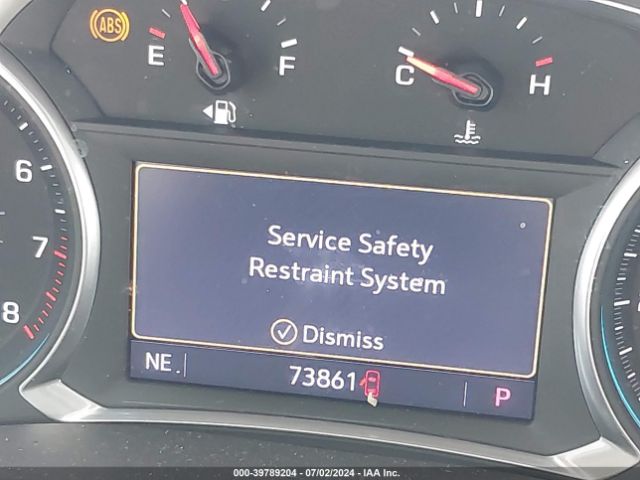 ABS
E
F
C
H
6
7
8
Service Safety
Restraint System
Dismiss
NE.
73861
P
000-39789204 - 07/02/2024 - IAA Inc.